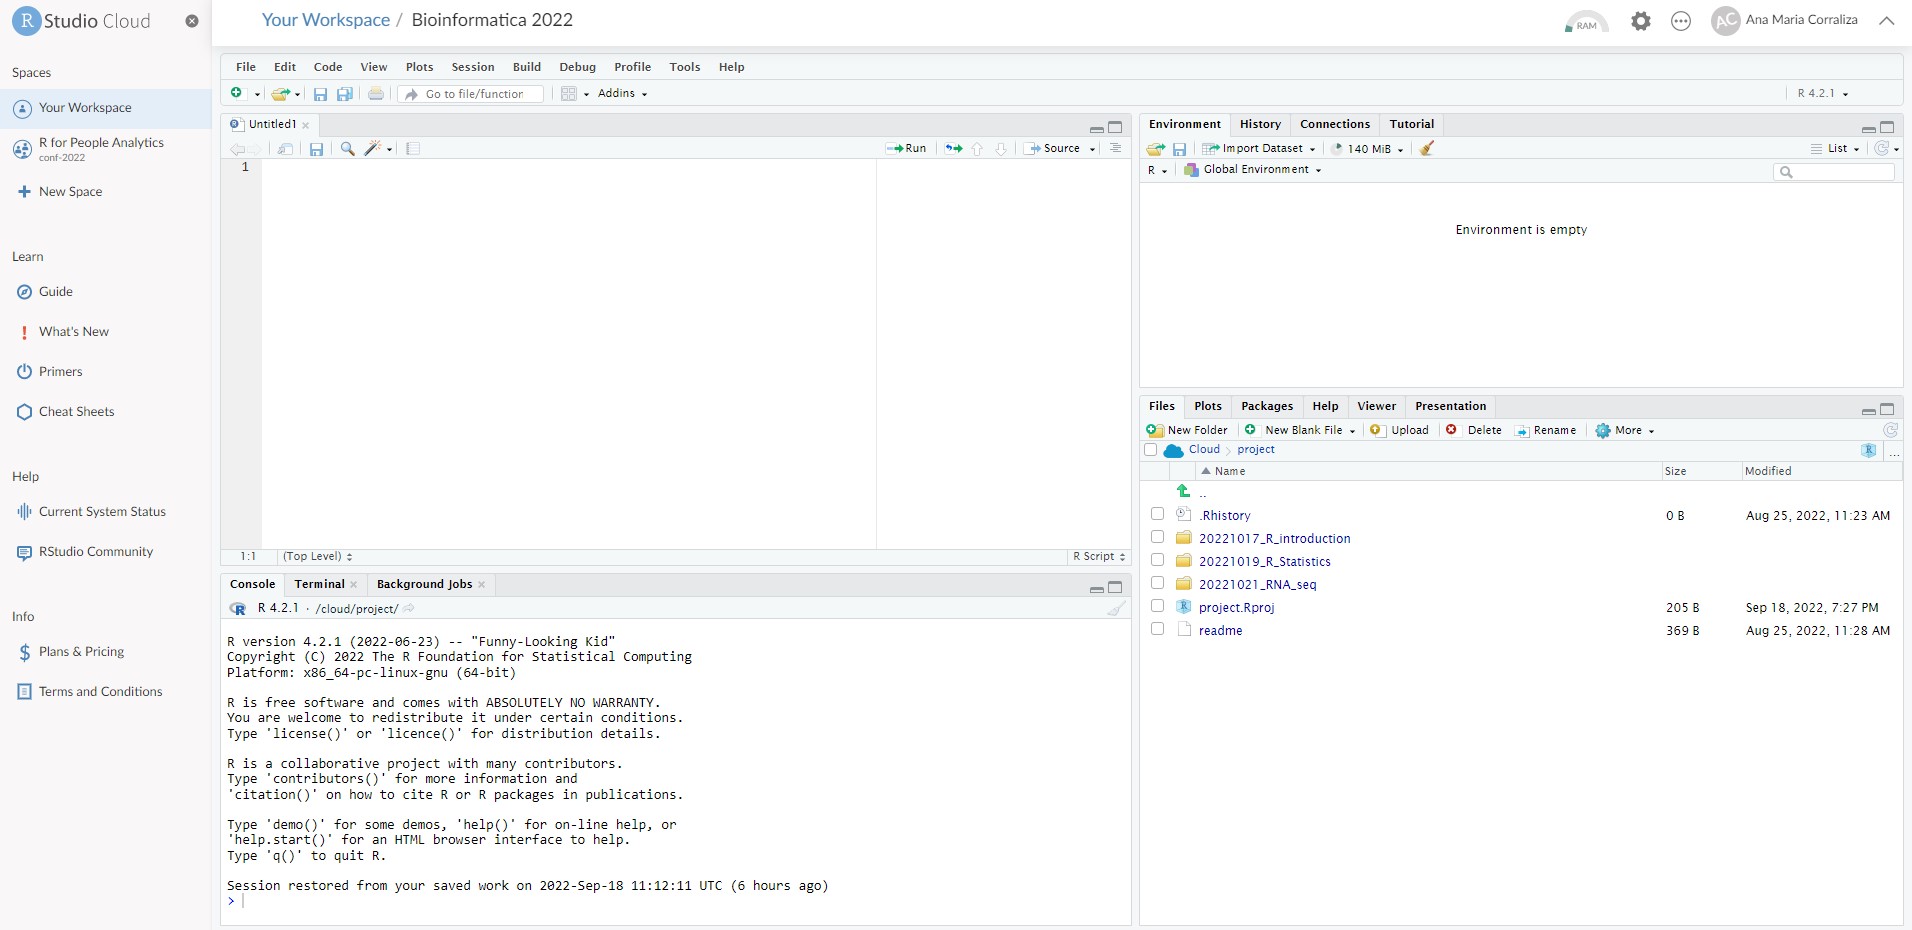 R Studio Cloud
Your Workspace / Bioinformatica 2022
RAM
AC Ana Maria Corraliza
Spaces
Your Workspace
R for People Analytics
conf-2022
New Space
Learn
Guide
What's New
Primers
Cheat Sheets
Help
Current System Status
RStudio Community
Info
Plans & Pricing
Terms and Conditions
File Edit Code View Plots Session Build Debug Profile Tools Help
Go to file/function Addins R 4.2.1
Untitled1
Run Source
1
1:1 (Top Level) R Script
Console Terminal Background Jobs
R 4.2.1 · /cloud/project/
R version 4.2.1 (2022-06-23) -- "Funny-Looking Kid"
Copyright (C) 2022 The R Foundation for Statistical Computing
Platform: x86_64-pc-linux-gnu (64-bit)
R is free software and comes with ABSOLUTELY NO WARRANTY.
You are welcome to redistribute it under certain conditions.
Type 'license()' or 'licence()' for distribution details.
R is a collaborative project with many contributors.
Type 'contributors()' for more information and
'citation()' on how to cite R or R packages in publications.
Type 'demo()' for some demos, 'help()' for on-line help, or
'help.start()' for an HTML browser interface to help.
Type 'q()' to quit R.
Session restored from your saved work on 2022-Sep-18 11:12:11 UTC (6 hours ago)
>
Environment History Connections Tutorial
Import Dataset 140 MiB List
R Global Environment
Environment is empty
Files Plots Packages Help Viewer Presentation
New Folder New Blank File Upload Delete Rename More
Cloud project R ...
Name Size Modified
..
.Rhistory 0 B Aug 25, 2022, 11:23 AM
20221017_R_introduction
20221019_R_Statistics
20221021_RNA_seq
project.Rproj 205 B Sep 18, 2022, 7:27 PM
readme 369 B Aug 25, 2022, 11:28 AM